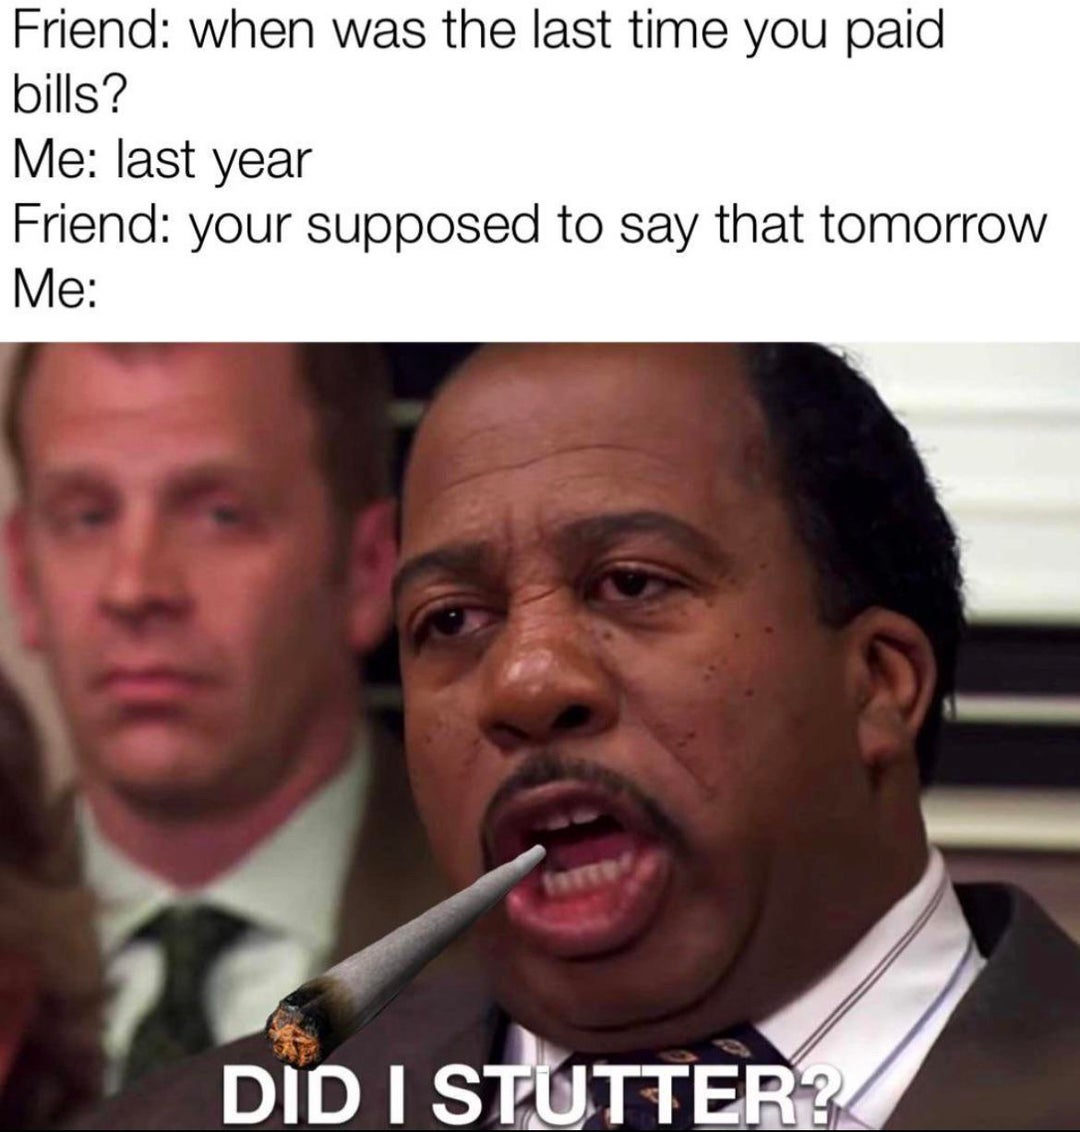 Friend: when was the last time you paid
bills?
Me: last year
Friend: your supposed to say that tomorrow
Me:
DID I STUTTER?